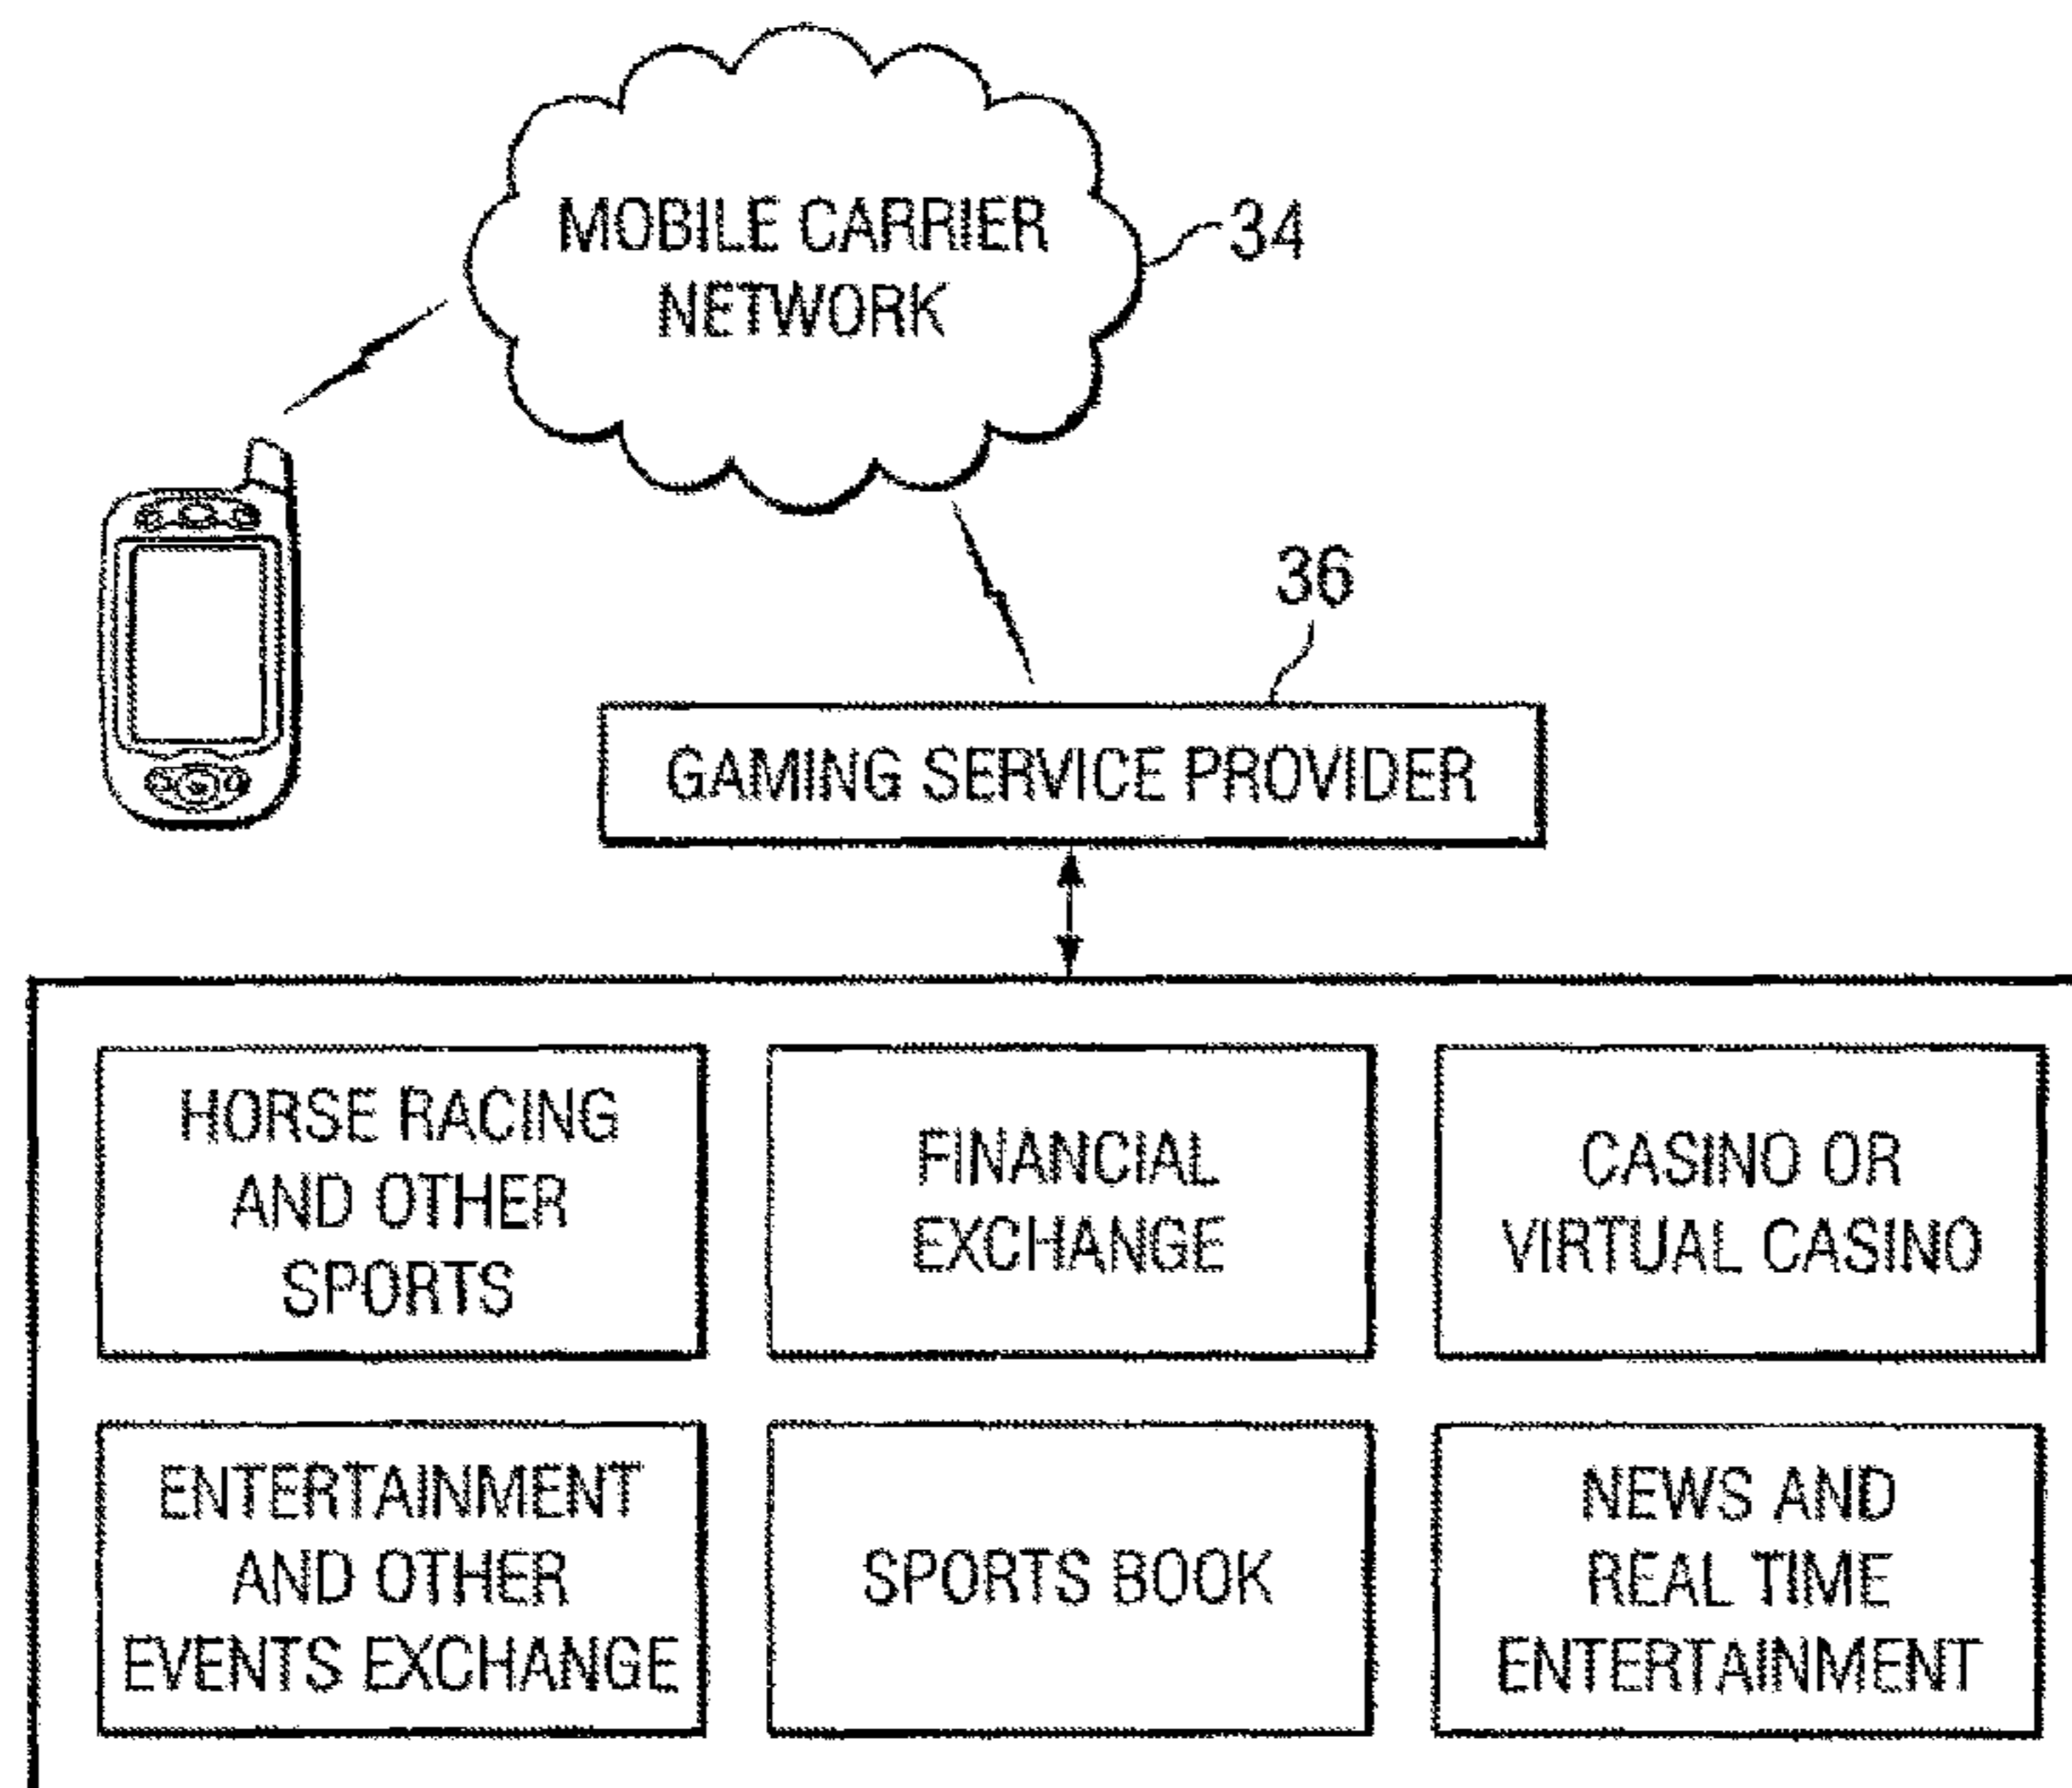 MOBILE CARRIER
NETWORK
34
36
GAMING SERVICE PROVIDER
HORSE RACING
AND OTHER
SPORTS
FINANCIAL
EXCHANGE
CASINO OR
VIRTUAL CASINO
ENTERTAINMENT
AND OTHER
EVENTS EXCHANGE
SPORTS BOOK
NEWS AND
REAL TIME
ENTERTAINMENT